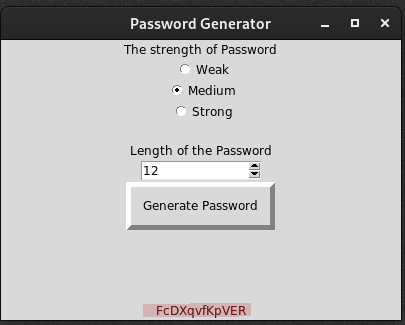 Password Generator
The strength of Password
Weak
Medium
Strong
Length of the Password
12
Generate Password
FcDXqvfKpVER